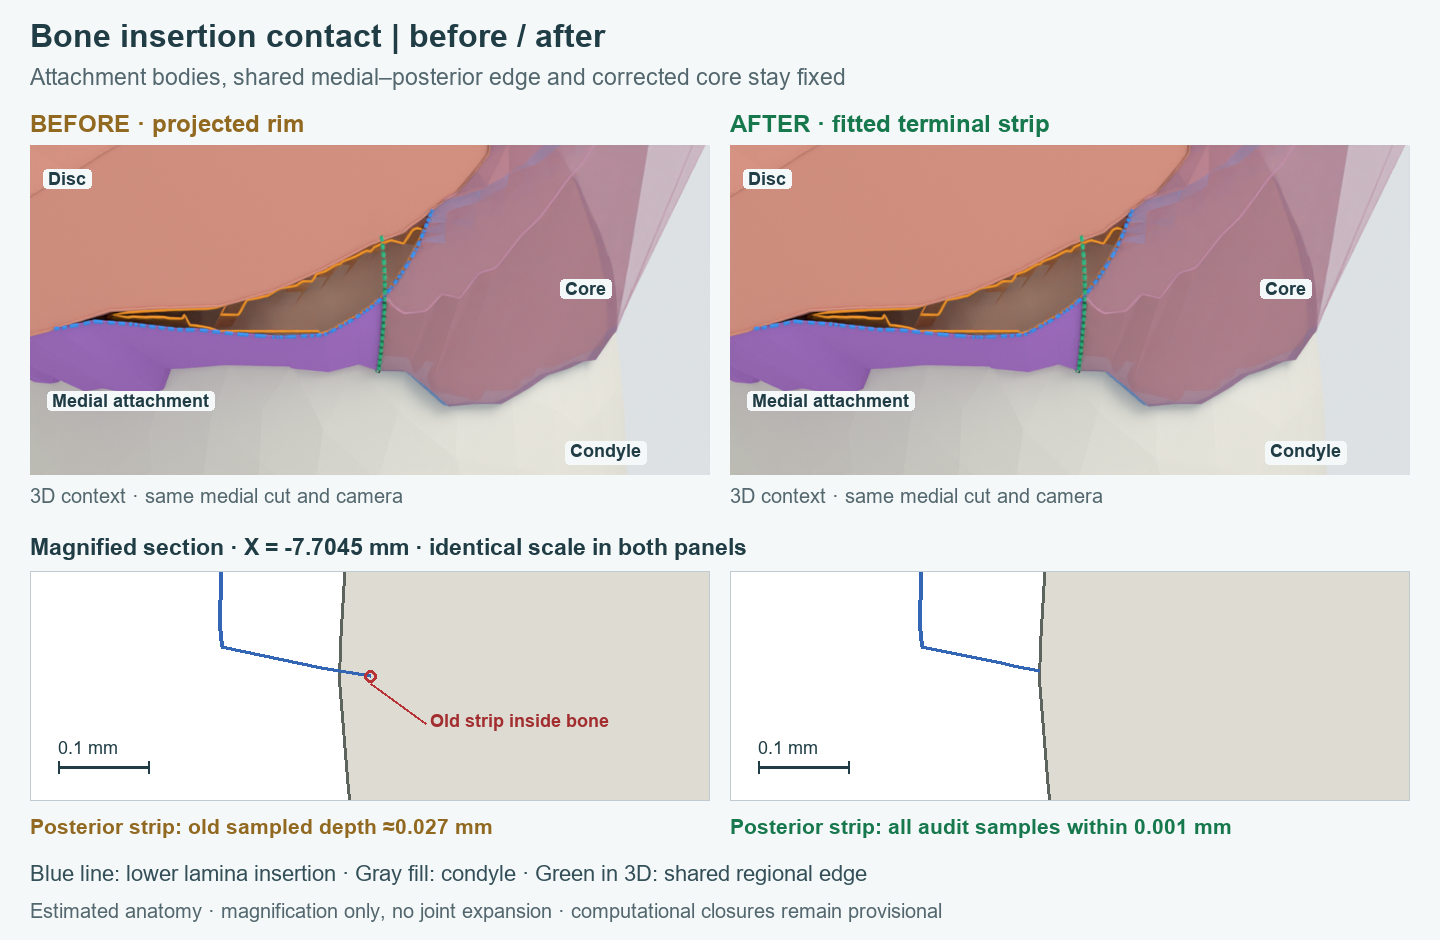 Bone insertion contact | before / after
Attachment bodies, shared medial–posterior edge and corrected core stay fixed
BEFORE · projected rim
AFTER · fitted terminal strip
Disc
Core
Medial attachment
Condyle
Disc
Core
Medial attachment
Condyle
3D context · same medial cut and camera
3D context · same medial cut and camera
Magnified section · X = -7.7045 mm · identical scale in both panels
Old strip inside bone
0.1 mm
0.1 mm
Posterior strip: old sampled depth ≈0.027 mm
Posterior strip: all audit samples within 0.001 mm
Blue line: lower lamina insertion · Gray fill: condyle · Green in 3D: shared regional edge
Estimated anatomy · magnification only, no joint expansion · computational closures remain provisional